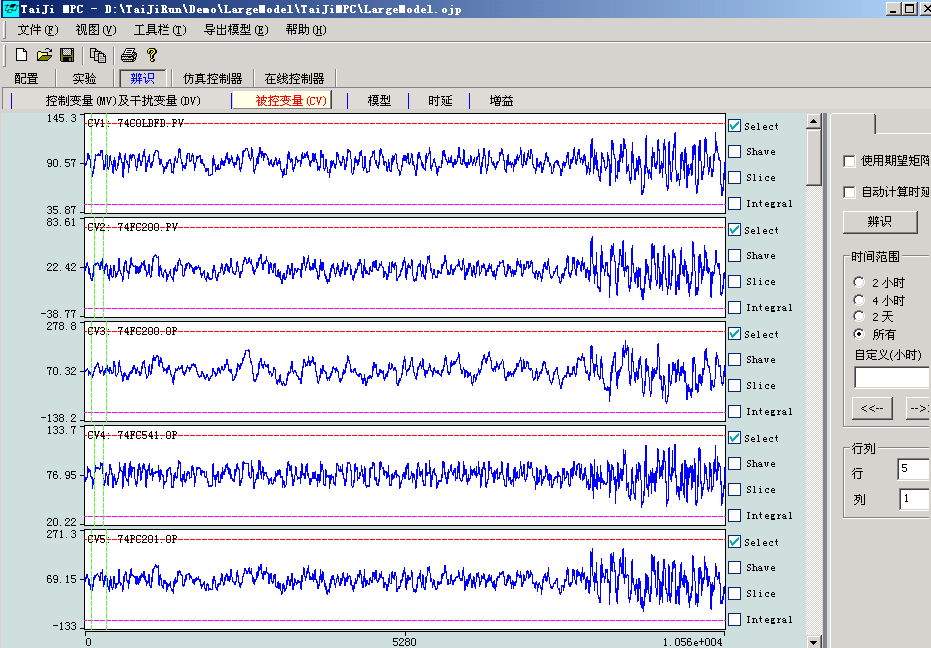 TaiJi MPC - D:\TaiJiRun\Demo\LargeModel\TaiJiMPC\LargeModel.ojp
文件(F) 视图(V) 工具栏(T) 导出模型(E) 帮助(H)
配置 实验 辨识 仿真控制器 在线控制器
控制变量(MV)及干扰变量(DV) 被控变量(CV) 模型 时延 增益
145.3
CV1: 74COLDFD.PV
90.57
35.87
Select
Shave
Slice
Integral
83.61
CV2: 74FC200.PV
22.42
-38.77
Select
Shave
Slice
Integral
278.8
CV3: 74FC200.OP
70.32
-138.2
Select
Shave
Slice
Integral
133.7
CV4: 74FC541.OP
76.95
20.22
Select
Shave
Slice
Integral
271.3
CV5: 74PC201.OP
69.15
-133
Select
Shave
Slice
Integral
0 5280 1.056e+004
使用期望矩阵
自动计算时延
辨识
时间范围
2 小时
4 小时
2 天
所有
自定义(小时)
<<-- -->>
行列
行 5
列 1